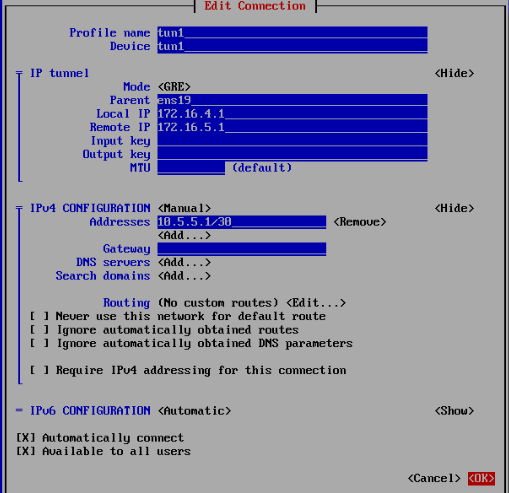 Edit Connection
Profile name tun1
Device tun1
IP tunnel <Hide>
Mode <GRE>
Parent ens19
Local IP 172.16.4.1
Remote IP 172.16.5.1
Input key
Output key
MTU (default)
IPv4 CONFIGURATION <Manual> <Hide>
Addresses 10.5.5.1/30 <Remove>
<Add...>
Gateway
DNS servers <Add...>
Search domains <Add...>
Routing (No custom routes) <Edit...>
[ ] Never use this network for default route
[ ] Ignore automatically obtained routes
[ ] Ignore automatically obtained DNS parameters
[ ] Require IPv4 addressing for this connection
= IPv6 CONFIGURATION <Automatic> <Show>
[X] Automatically connect
[X] Available to all users
<Cancel> <OK>